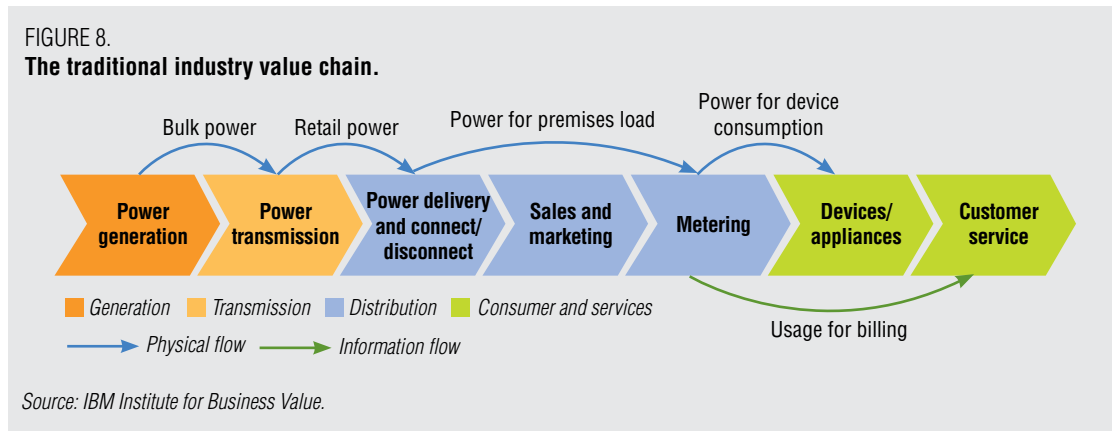 FIGURE 8.
The traditional industry value chain.
Bulk power
Retail power
Power for premises load
Power for device
consumption
Power
generation
Power
transmission
Power delivery
and connect/
disconnect
Sales and
marketing
Metering
Devices/
appliances
Customer
service
Generation
Transmission
Distribution
Consumer and services
Usage for billing
Physical flow
Information flow
Source: IBM Institute for Business Value.